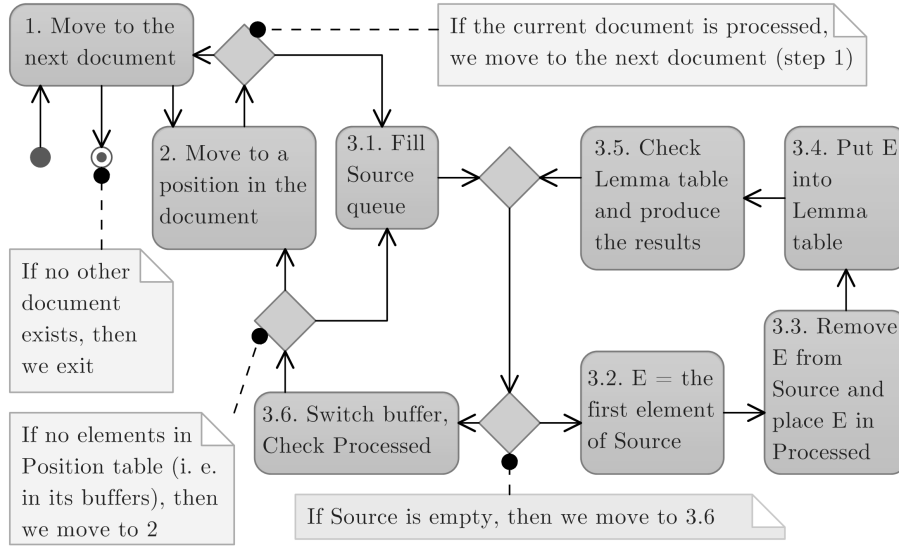 1. Move to the
next document
If the current document is processed,
we move to the next document (step 1)
2. Move to a
position in the
document
3.1. Fill
Source
queue
3.5. Check
Lemma table
and produce
the results
3.4. Put E
into
Lemma
table
If no other
document
exists, then
we exit
3.3. Remove
E from
Source and
place E in
Processed
3.2. E = the
first element
of Source
3.6. Switch buffer,
Check Processed
If no elements in
Position table (i. e.
in its buffers), then
we move to 2
If Source is empty, then we move to 3.6